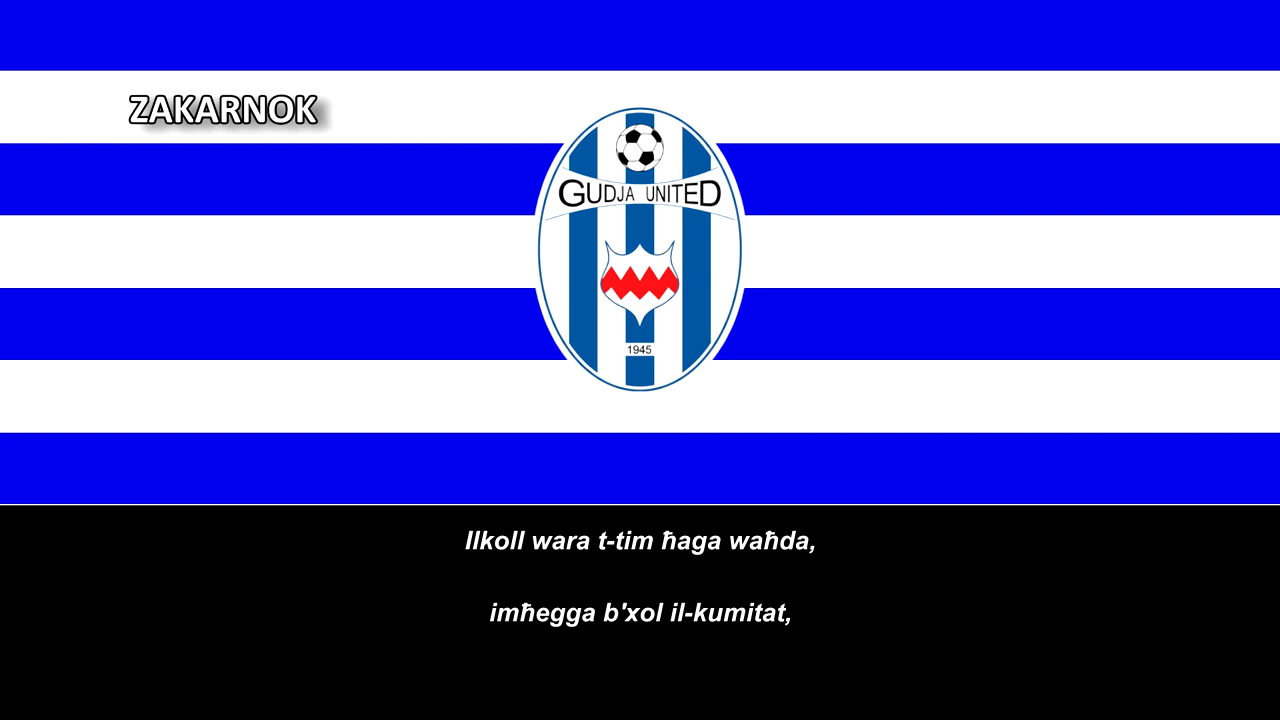 ZAKARNOK
GUDJA UNITED
1945
Ilkoll wara t-tim ħaga waħda,
imħegga b'xol il-kumitat,